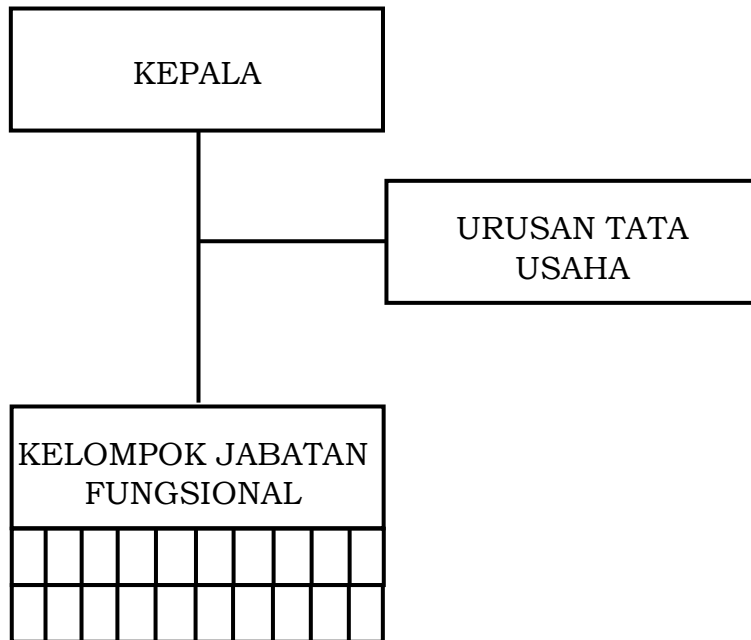 KEPALA
URUSAN TATA
USAHA
KELOMPOK JABATAN
FUNGSIONAL